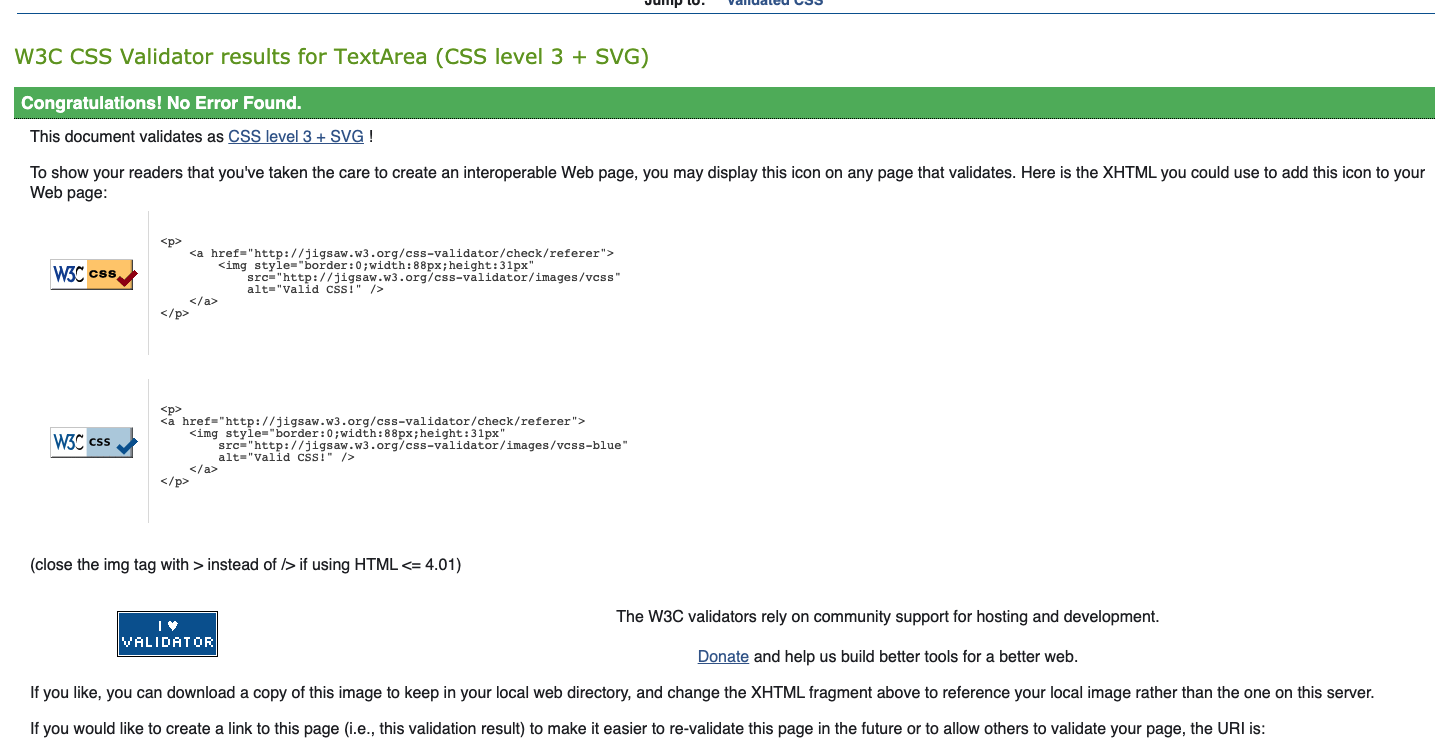 Jump to: Validated CSS
W3C CSS Validator results for TextArea (CSS level 3 + SVG)
Congratulations! No Error Found.
This document validates as CSS level 3 + SVG !
To show your readers that you've taken the care to create an interoperable Web page, you may display this icon on any page that validates. Here is the XHTML you could use to add this icon to your
Web page:
W3C css
<p>
    <a href="http://jigsaw.w3.org/css-validator/check/referer">
        <img style="border:0;width:88px;height:31px"
            src="http://jigsaw.w3.org/css-validator/images/vcss"
            alt="Valid CSS!" />
    </a>
</p>
W3C css
<p>
<a href="http://jigsaw.w3.org/css-validator/check/referer">
    <img style="border:0;width:88px;height:31px"
        src="http://jigsaw.w3.org/css-validator/images/vcss-blue"
        alt="Valid CSS!" />
    </a>
</p>
(close the img tag with > instead of /> if using HTML <= 4.01)
I ♥
VALIDATOR
The W3C validators rely on community support for hosting and development.
Donate and help us build better tools for a better web.
If you like, you can download a copy of this image to keep in your local web directory, and change the XHTML fragment above to reference your local image rather than the one on this server.
If you would like to create a link to this page (i.e., this validation result) to make it easier to re-validate this page in the future or to allow others to validate your page, the URI is: